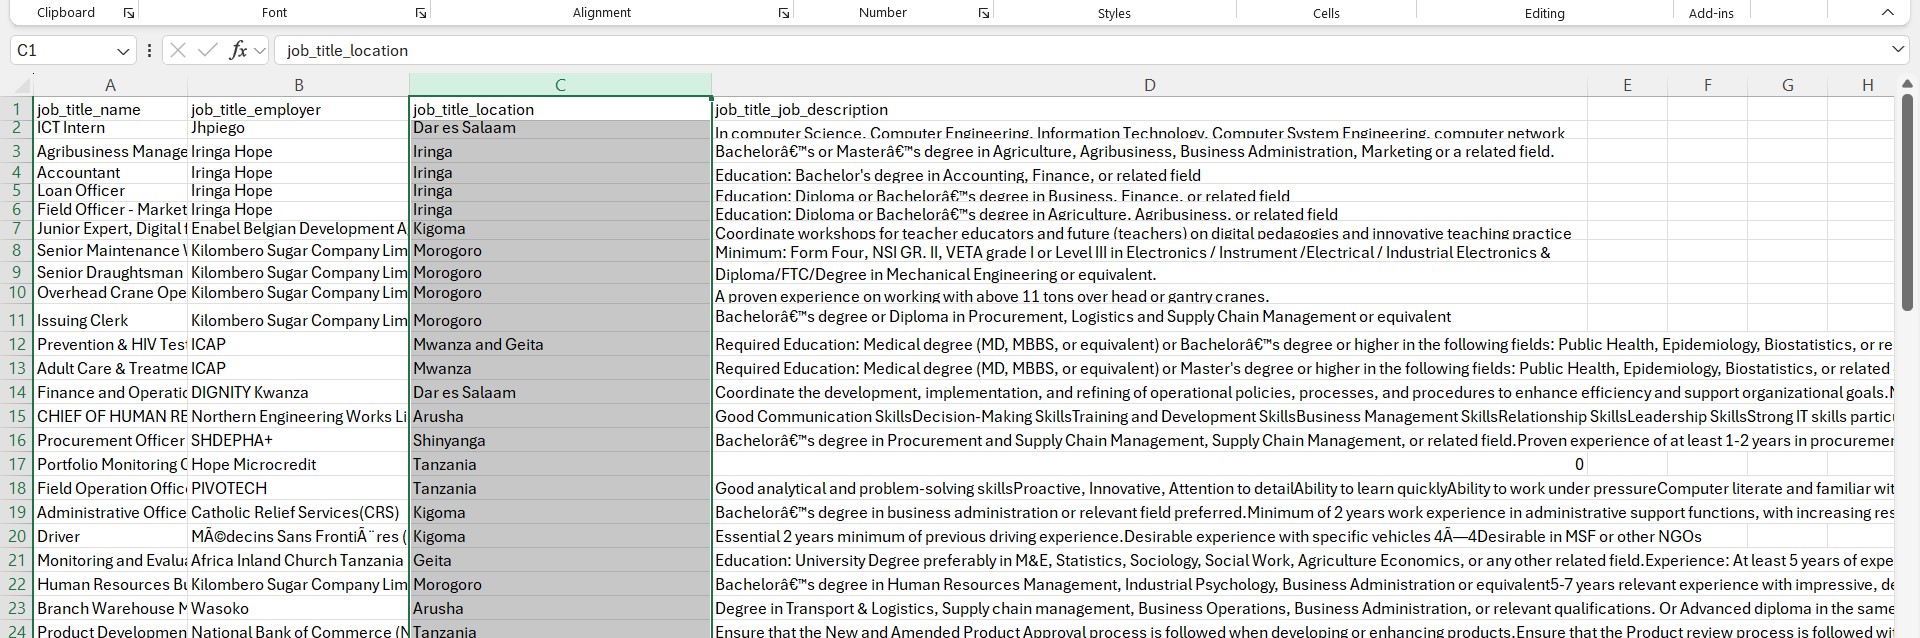 Clipboard Font Alignment Number Styles Cells Editing Add-ins
C1 fx job_title_location
A B C D E F G H
1 job_title_name job_title_employer job_title_location job_title_job_description
2 ICT Intern Jhpiego Dar es Salaam In computer Science, Computer Engineering, Information Technology, Computer System Engineering, computer network
3 Agribusiness Manage Iringa Hope Iringa Bachelorâ€™s or Masterâ€™s degree in Agriculture, Agribusiness, Business Administration, Marketing or a related field.
4 Accountant Iringa Hope Iringa Education: Bachelor's degree in Accounting, Finance, or related field
5 Loan Officer Iringa Hope Iringa Education: Diploma or Bachelorâ€™s degree in Business, Finance, or related field
6 Field Officer - Market Iringa Hope Iringa Education: Diploma or Bachelorâ€™s degree in Agriculture, Agribusiness, or related field
7 Junior Expert, Digital f Enabel Belgian Development A Kigoma Coordinate workshops for teacher educators and future (teachers) on digital pedagogies and innovative teaching practice
8 Senior Maintenance Kilombero Sugar Company Lim Morogoro Minimum: Form Four, NSI GR. II, VETA grade I or Level III in Electronics / Instrument /Electrical / Industrial Electronics &
9 Senior Draughtsman Kilombero Sugar Company Lim Morogoro Diploma/FTC/Degree in Mechanical Engineering or equivalent.
10 Overhead Crane Ope Kilombero Sugar Company Lim Morogoro A proven experience on working with above 11 tons over head or gantry cranes.
11 Issuing Clerk Kilombero Sugar Company Lim Morogoro Bachelorâ€™s degree or Diploma in Procurement, Logistics and Supply Chain Management or equivalent
12 Prevention & HIV Test ICAP Mwanza and Geita Required Education: Medical degree (MD, MBBS, or equivalent) or Bachelorâ€™s degree or higher in the following fields: Public Health, Epidemiology, Biostatistics, or re
13 Adult Care & Treatme ICAP Mwanza Required Education: Medical degree (MD, MBBS, or equivalent) or Master's degree or higher in the following fields: Public Health, Epidemiology, Biostatistics, or related
14 Finance and Operatic DIGNITY Kwanza Dar es Salaam Coordinate the development, implementation, and refining of operational policies, processes, and procedures to enhance efficiency and support organizational goals.
15 CHIEF OF HUMAN RE Northern Engineering Works Li Arusha Good Communication SkillsDecision-Making SkillsTraining and Development SkillsBusiness Management SkillsRelationship SkillsLeadership SkillsStrong IT skills particu
16 Procurement Officer SHDEPHA+ Shinyanga Bachelorâ€™s degree in Procurement and Supply Chain Management, Supply Chain Management, or related field.Proven experience of at least 1-2 years in procuremen
17 Portfolio Monitoring C Hope Microcredit Tanzania 0
18 Field Operation Offic PIVOTECH Tanzania Good analytical and problem-solving skillsProactive, Innovative, Attention to detailAbility to learn quicklyAbility to work under pressureComputer literate and familiar wit
19 Administrative Office Catholic Relief Services(CRS) Kigoma Bachelorâ€™s degree in business administration or relevant field preferred.Minimum of 2 years work experience in administrative support functions, with increasing res
20 Driver MÃ©decins Sans FrontiÃ¨res ( Kigoma Essential 2 years minimum of previous driving experience.Desirable experience with specific vehicles 4Ã—4Desirable in MSF or other NGOs
21 Monitoring and Evalua Africa Inland Church Tanzania Geita Education: University Degree preferably in M&E, Statistics, Sociology, Social Work, Agriculture Economics, or any other related field.Experience: At least 5 years of expe
22 Human Resources Bu Kilombero Sugar Company Lim Morogoro Bachelorâ€™s degree in Human Resources Management, Industrial Psychology, Business Administration or equivalent5-7 years relevant experience with impressive, de
23 Branch Warehouse M Wasoko Arusha Degree in Transport & Logistics, Supply chain management, Business Operations, Business Administration, or relevant qualifications. Or Advanced diploma in the same
24 Product Developmen National Bank of Commerce (N Tanzania Ensure that the New and Amended Product Approval process is followed when developing or enhancing products.Ensure that the Product review process is followed wit